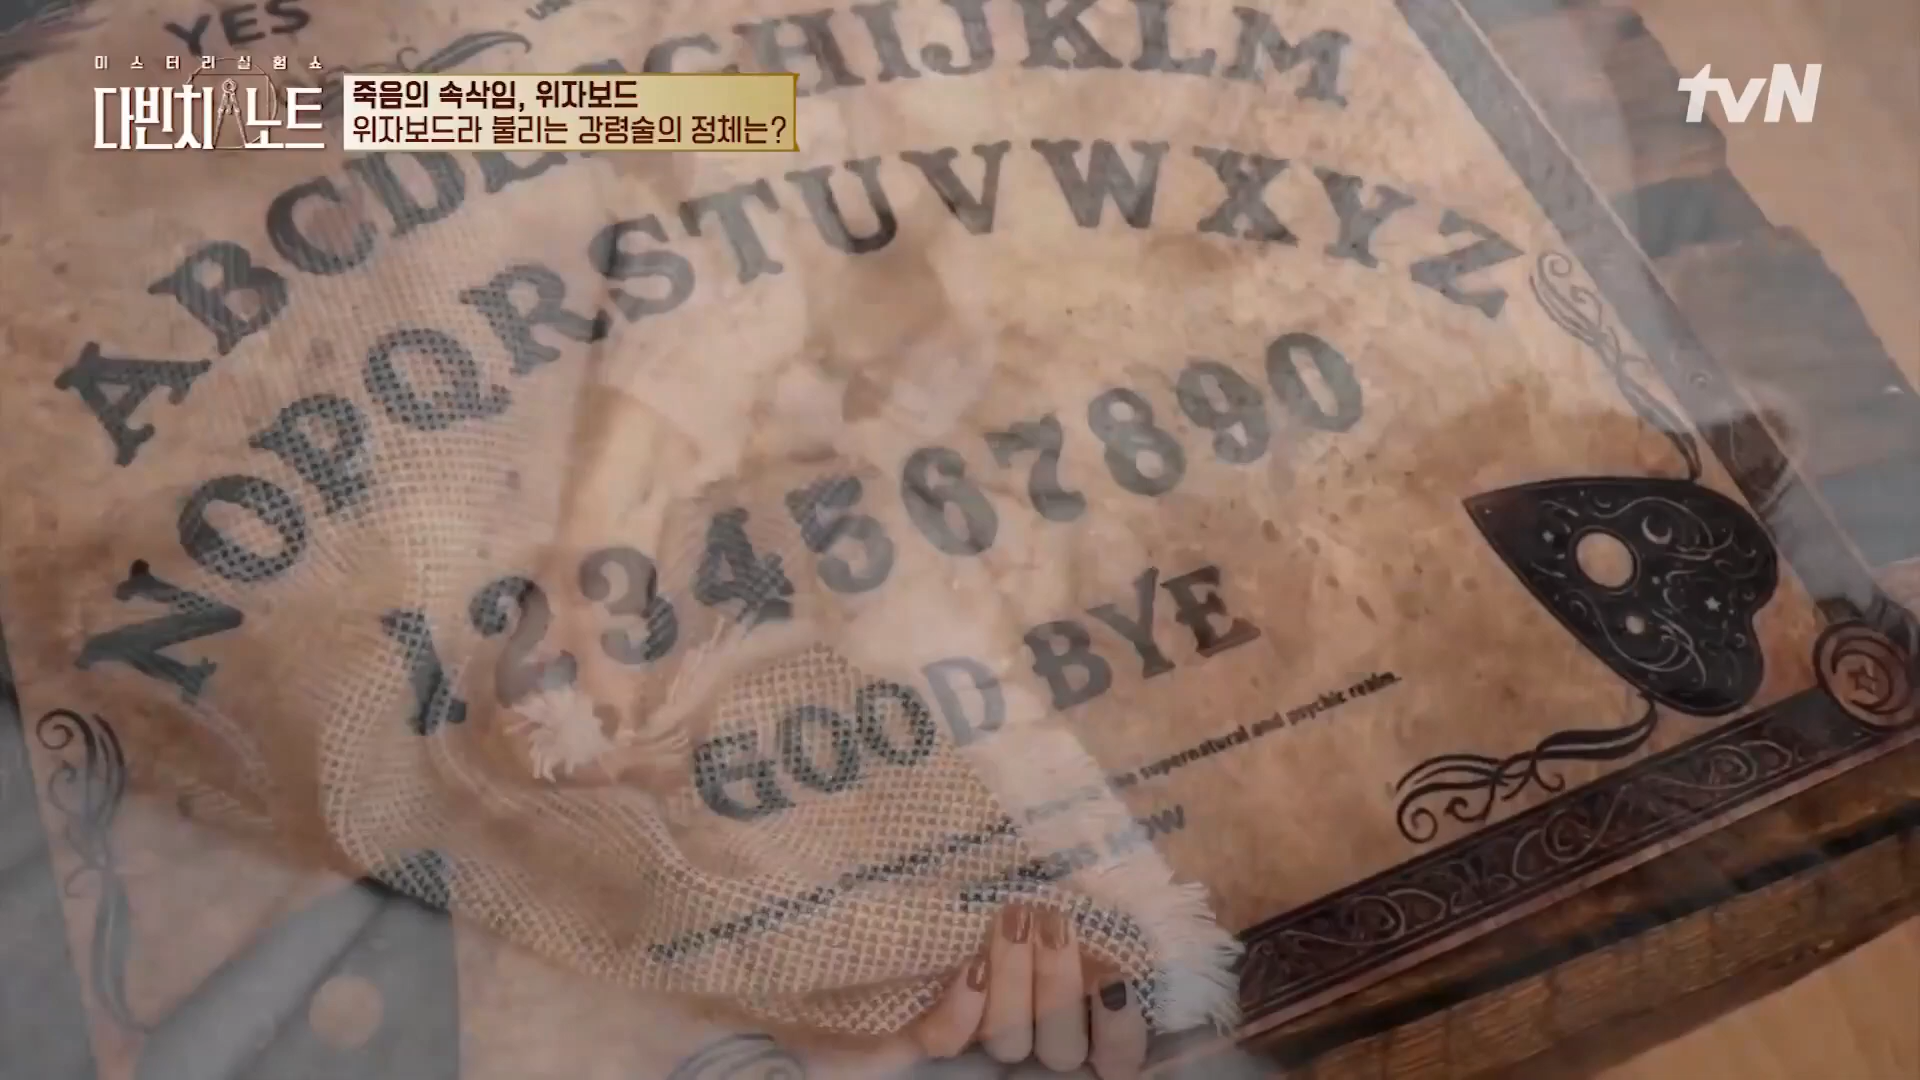 미스터리실험쇼
다빈치노트
죽음의 속삭임, 위자보드
위자보드라 불리는 강령술의 정체는?
tvN
YES
ABCDEFGHIJKLM
NOPQRSTUVWXYZ
1234567890
GOOD BYE
supernatural and psychic realm.
NOW